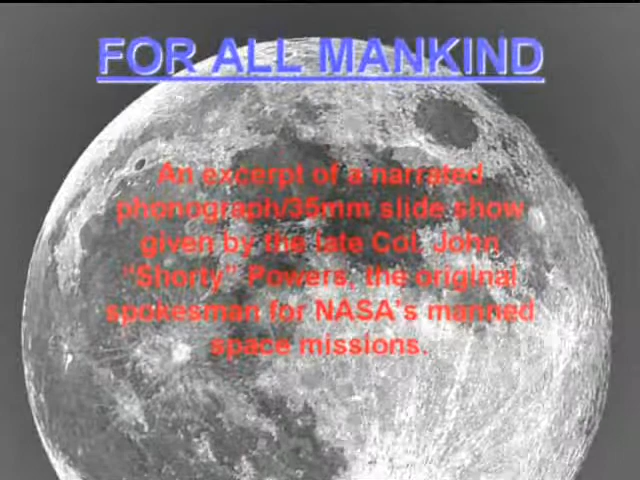 FOR ALL MANKIND
An excerpt of a narrated
phonograph/35mm slide show
given by the late Col. John
“Shorty” Powers, the original
spokesman for NASA’s manned
space missions.